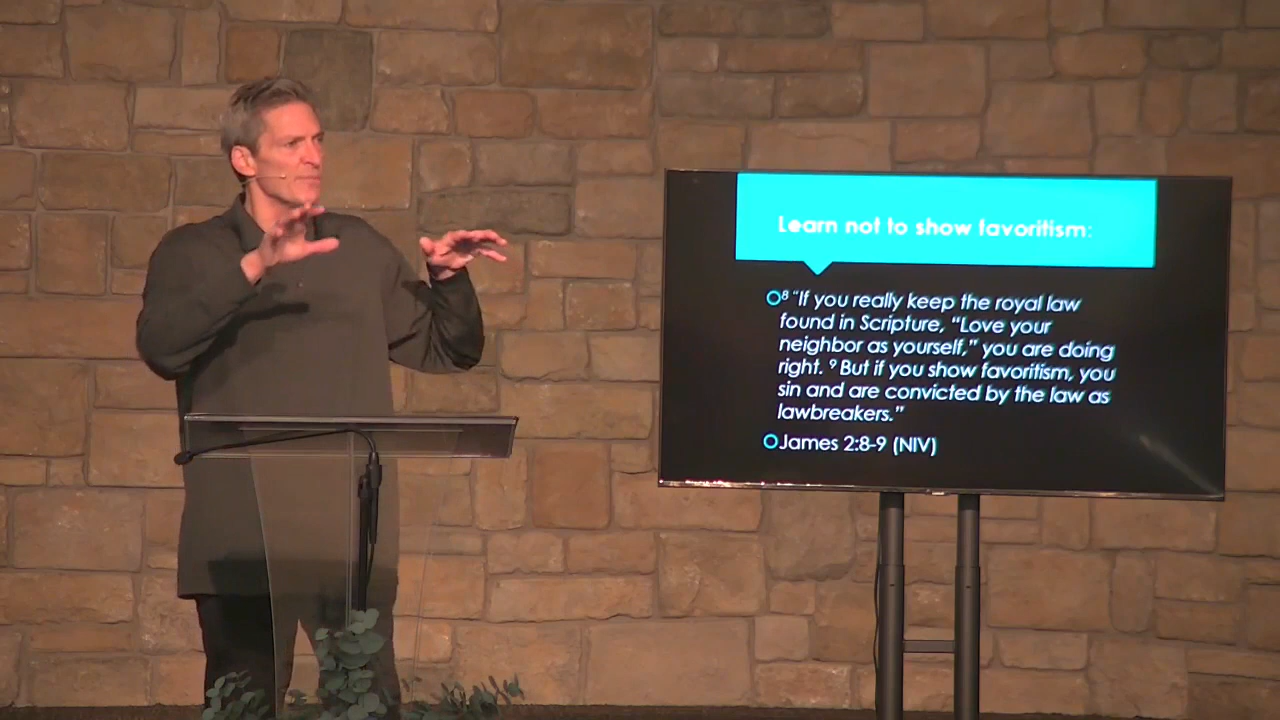 Learn not to show favoritism:
⁸ “If you really keep the royal law
found in Scripture, “Love your
neighbor as yourself,” you are doing
right. ⁹ But if you show favoritism, you
sin and are convicted by the law as
lawbreakers.”
James 2:8-9 (NIV)